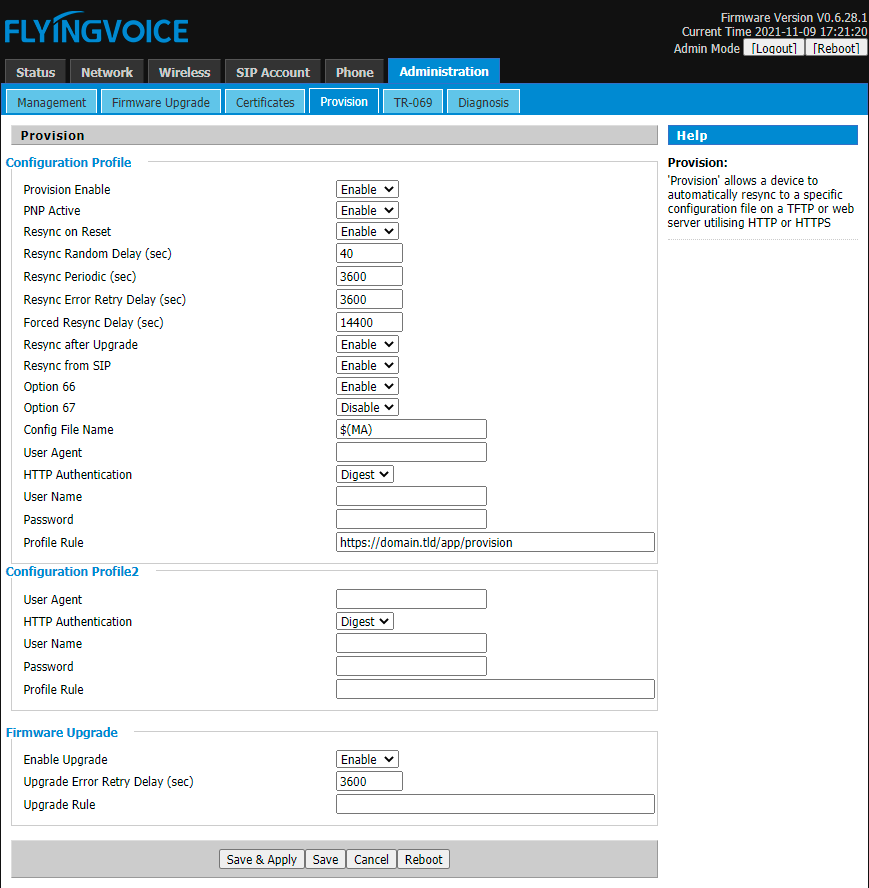 FLYINGVOICE
Firmware Version V0.6.28.1
Current Time 2021-11-09 17:21:20
Admin Mode [Logout] [Reboot]
Status Network Wireless SIP Account Phone Administration
Management Firmware Upgrade Certificates Provision TR-069 Diagnosis
Provision
Configuration Profile
Provision Enable Enable
PNP Active Enable
Resync on Reset Enable
Resync Random Delay (sec) 40
Resync Periodic (sec) 3600
Resync Error Retry Delay (sec) 3600
Forced Resync Delay (sec) 14400
Resync after Upgrade Enable
Resync from SIP Enable
Option 66 Enable
Option 67 Disable
Config File Name $(MA)
User Agent
HTTP Authentication Digest
User Name
Password
Profile Rule https://domain.tld/app/provision
Configuration Profile2
User Agent
HTTP Authentication Digest
User Name
Password
Profile Rule
Firmware Upgrade
Enable Upgrade Enable
Upgrade Error Retry Delay (sec) 3600
Upgrade Rule
Save & Apply Save Cancel Reboot
Help
Provision:
'Provision' allows a device to
automatically resync to a specific
configuration file on a TFTP or web
server utilising HTTP or HTTPS